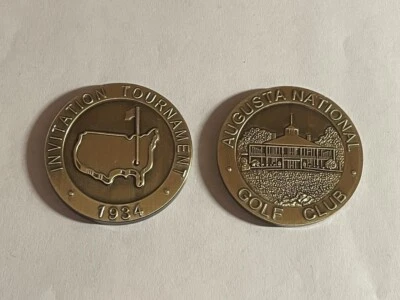 INVITATION TOURNAMENT
1934
AUGUSTA NATIONAL
GOLF CLUB